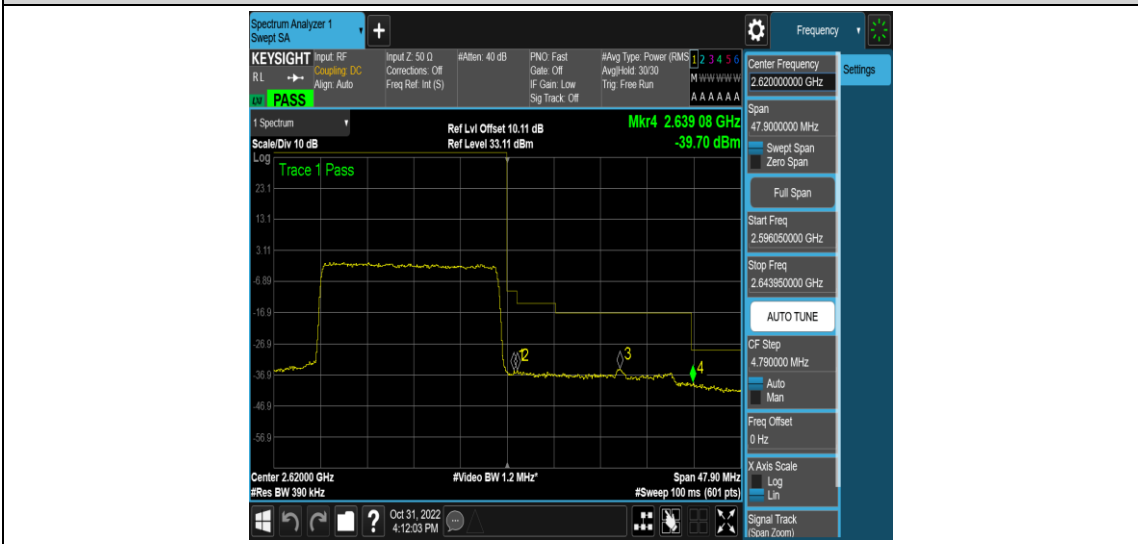 Spectrum Analyzer 1
Swept SA
+
Frequency
KEYSIGHT
RL
PASS
Input: RF
Coupling: DC
Align: Auto
Input Z: 50 Ω
Corrections: Off
Freq Ref: Int (S)
#Atten: 40 dB
PNO: Fast
Gate: Off
IF Gain: Low
Sig Track: Off
#Avg Type: Power (RMS
Avg|Hold: 30/30
Trig: Free Run
1 2 3 4 5 6
M W W W W W
A A A A A A
1 Spectrum
Scale/Div 10 dB
Ref Lvl Offset 10.11 dB
Ref Level 33.11 dBm
Mkr4 2.639 08 GHz
-39.70 dBm
Log
Trace 1 Pass
23.1
13.1
3.11
-6.89
-16.9
-26.9
-36.9
-46.9
-56.9
1 2
3
4
Center 2.62000 GHz
#Res BW 390 kHz
#Video BW 1.2 MHz*
Span 47.90 MHz
#Sweep 100 ms (601 pts)
?
Oct 31, 2022
4:12:03 PM
Center Frequency
2.620000000 GHz
Settings
Span
47.9000000 MHz
Swept Span
Zero Span
Full Span
Start Freq
2.596050000 GHz
Stop Freq
2.643950000 GHz
AUTO TUNE
CF Step
4.790000 MHz
Auto
Man
Freq Offset
0 Hz
X Axis Scale
Log
Lin
Signal Track
(Span Zoom)